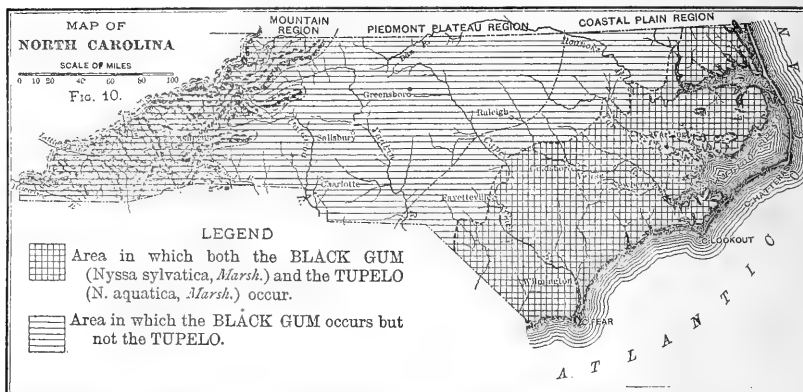 MAP OF
NORTH CAROLINA
SCALE OF MILES
0 10 20 40 60 80 100
FIG. 10.
MOUNTAIN
REGION
PIEDMONT PLATEAU REGION
COASTAL PLAIN REGION
Roanoke
Greensboro
Raleigh
Salisbury
Charlotte
Goldsboro
Fayetteville
Wilmington
C. HATTERAS
C. LOOKOUT
C. FEAR
ATLANTIC
LEGEND
Area in which both the BLACK GUM
(Nyssa sylvatica, Marsh.) and the TUPELO
(N. aquatica, Marsh.) occur.
Area in which the BLACK GUM occurs but
not the TUPELO.